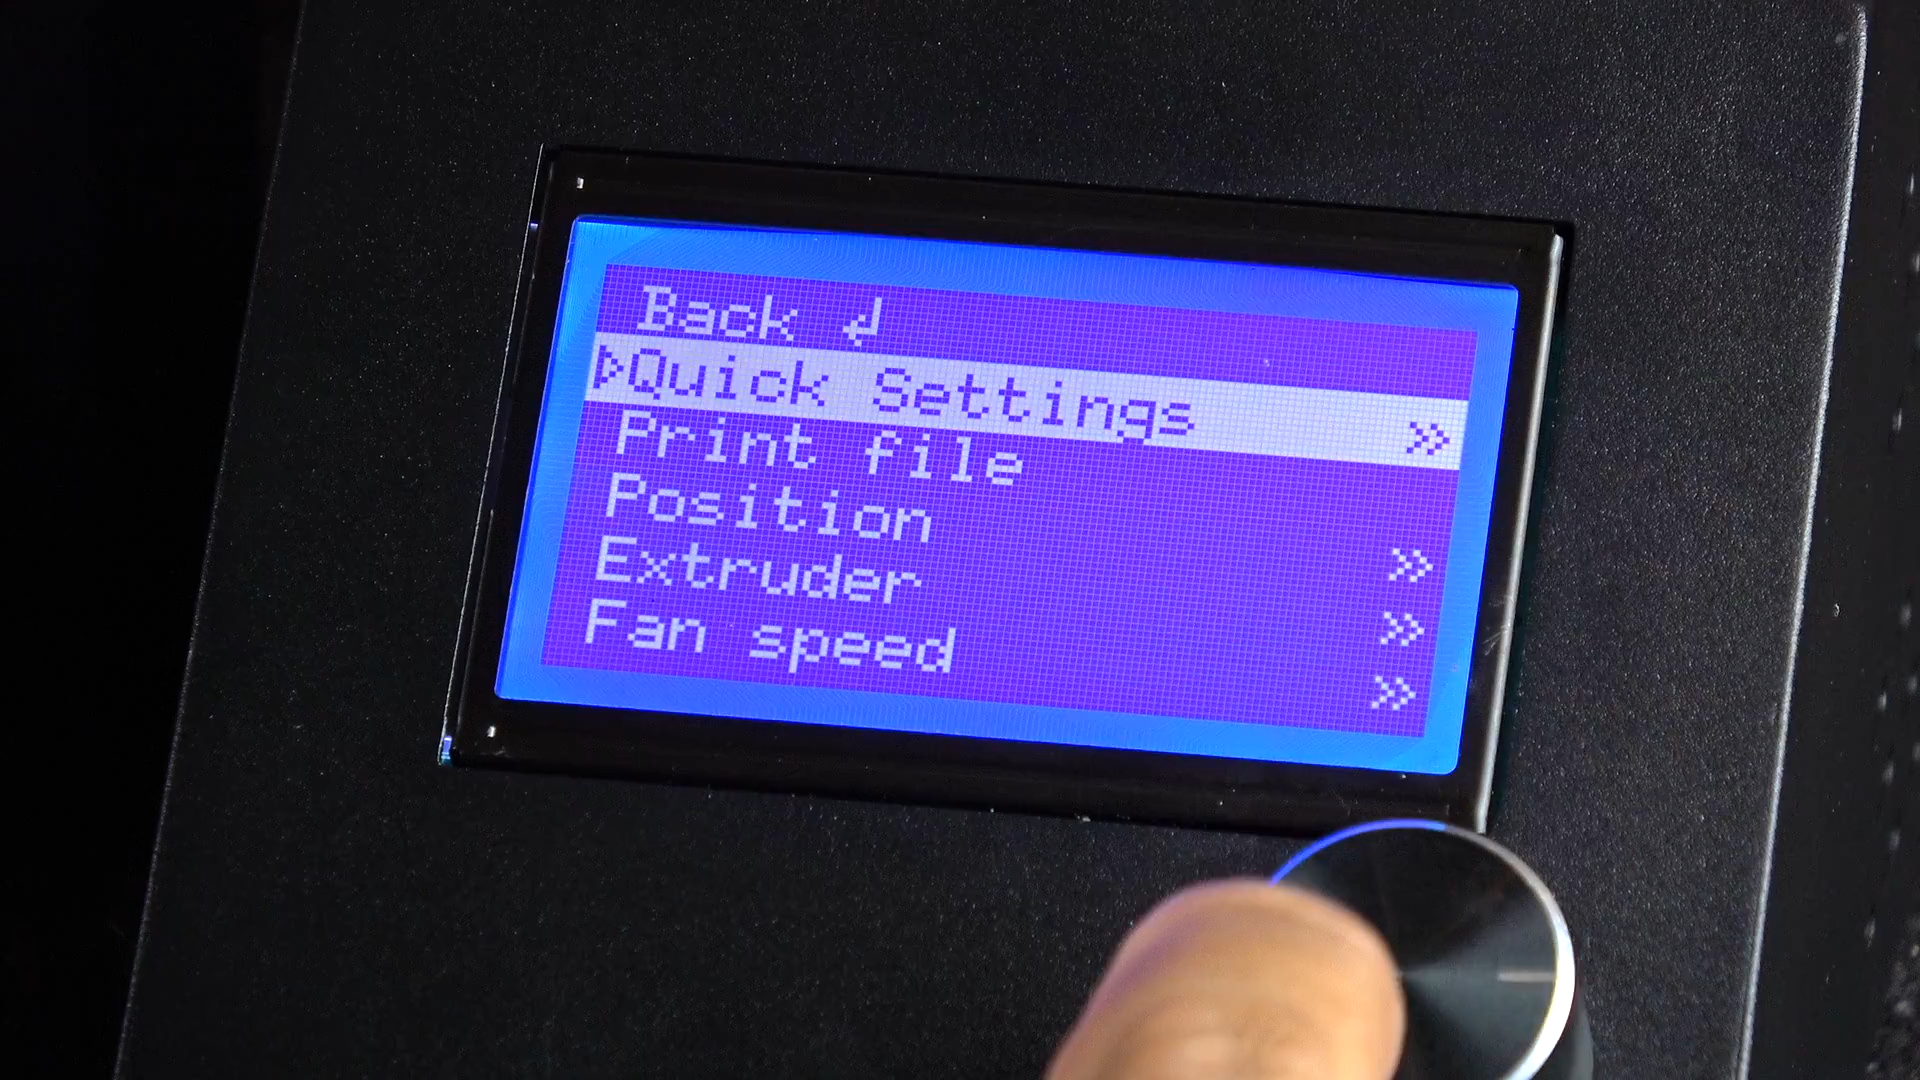 Back ↲
▷Quick Settings »
Print file
Position »
Extruder »
Fan speed »